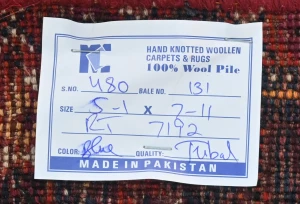 HAND KNOTTED WOOLLEN
CARPETS & RUGS
100% Wool Pile
S.NO. 480 BALE NO. 131
SIZE 5-1 X 7-11
RT 7192
COLOR: Blue QUALITY: Tribal
MADE IN PAKISTAN